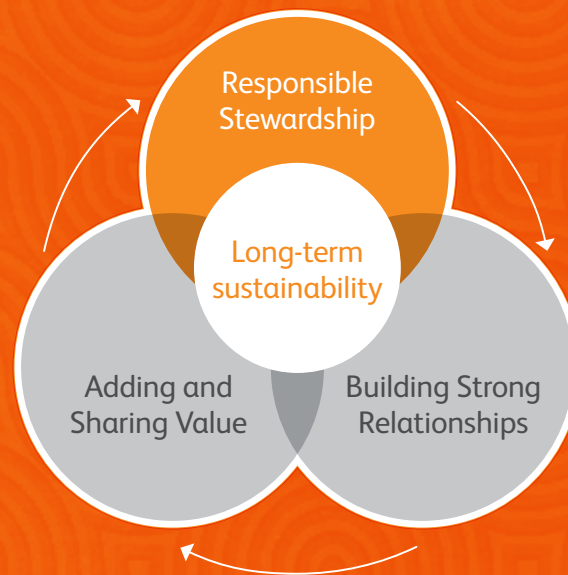 Responsible
Stewardship
Long-term
sustainability
Adding and
Sharing Value
Building Strong
Relationships